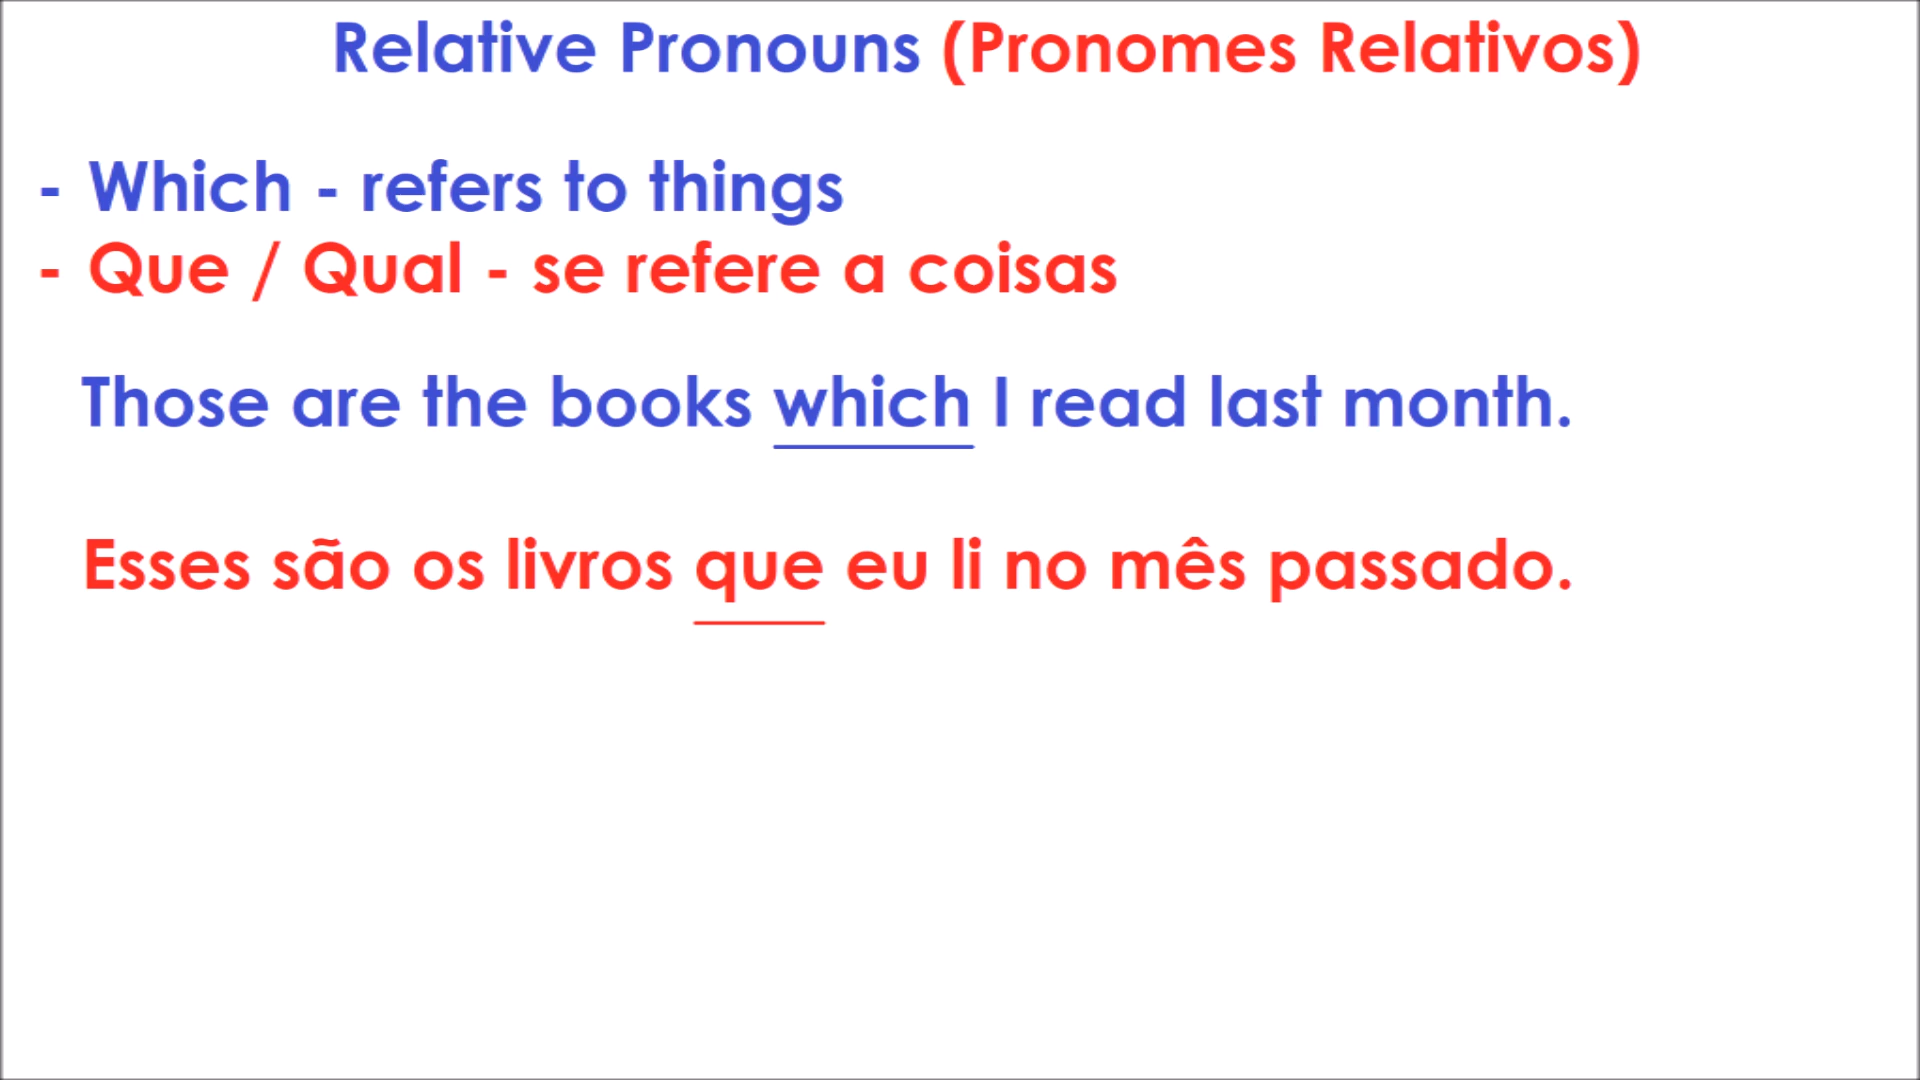 Relative Pronouns (Pronomes Relativos)
- Which - refers to things
- Que / Qual - se refere a coisas
Those are the books which I read last month.
Esses são os livros que eu li no mês passado.